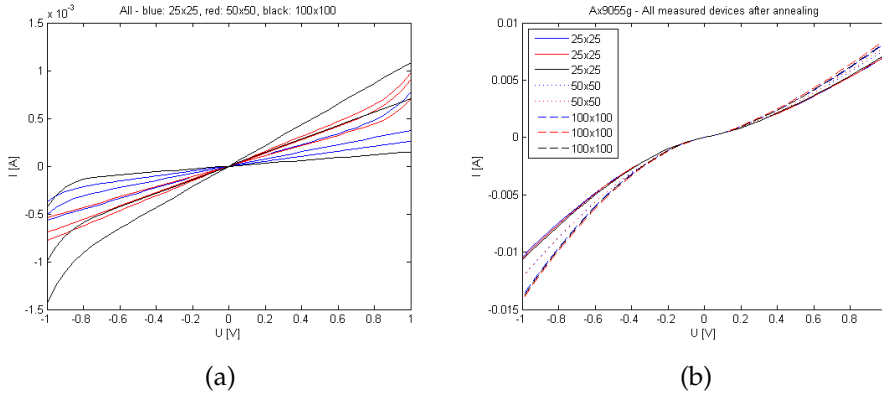 All - blue: 25x25, red: 50x50, black: 100x100
x 10⁻³
1.5
1
0.5
0
-0.5
-1
-1.5
I [A]
-1 -0.8 -0.6 -0.4 -0.2 0 0.2 0.4 0.6 0.8 1
U [V]
(a)
Ax9055g - All measured devices after annealing
0.01
0.005
0
-0.005
-0.01
-0.015
I [A]
25x25
25x25
25x25
50x50
50x50
100x100
100x100
100x100
-1 -0.8 -0.6 -0.4 -0.2 0 0.2 0.4 0.6 0.8
U [V]
(b)